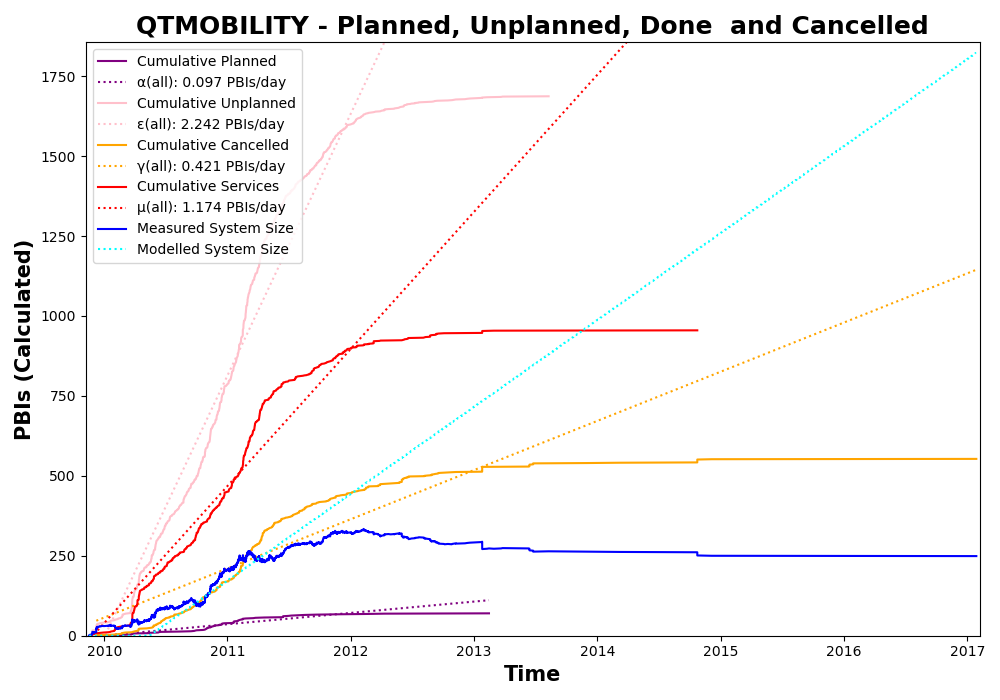 QTMOBILITY - Planned, Unplanned, Done  and Cancelled
PBIs (Calculated)
1750
1500
1250
1000
750
500
250
0
Cumulative Planned
α(all): 0.097 PBIs/day
Cumulative Unplanned
ε(all): 2.242 PBIs/day
Cumulative Cancelled
γ(all): 0.421 PBIs/day
Cumulative Services
μ(all): 1.174 PBIs/day
Measured System Size
Modelled System Size
2010 2011 2012 2013 2014 2015 2016 2017
Time